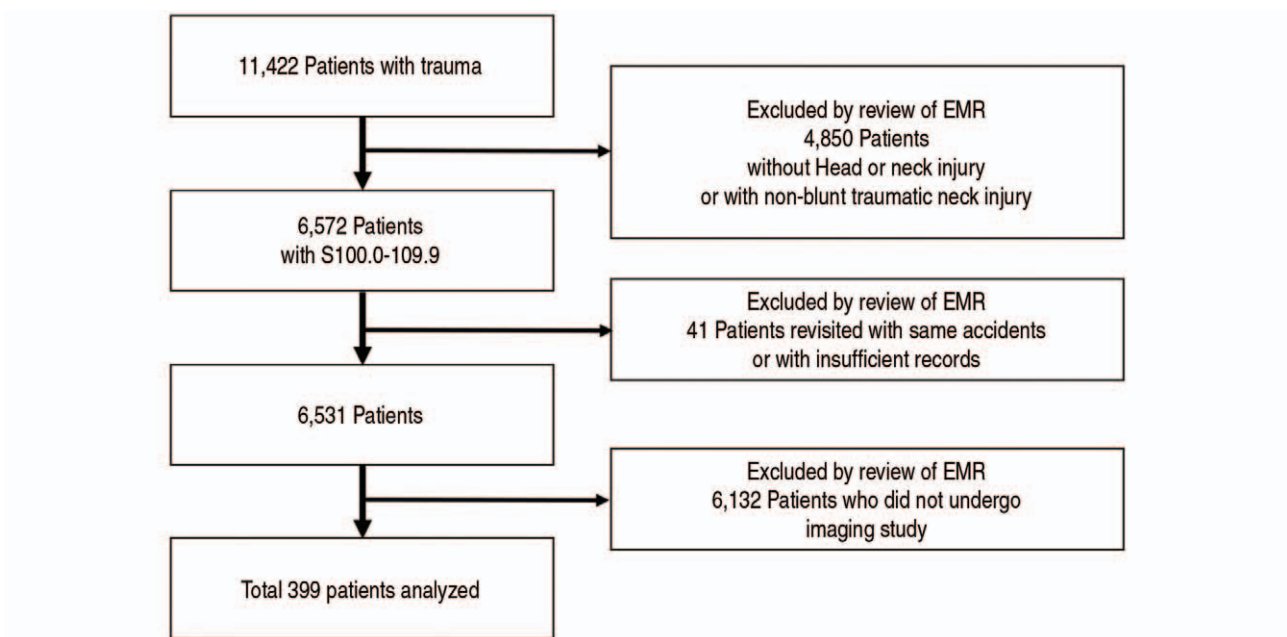 11,422 Patients with trauma
Excluded by review of EMR
4,850 Patients
without Head or neck injury
or with non-blunt traumatic neck injury
6,572 Patients
with S100.0-109.9
Excluded by review of EMR
41 Patients revisited with same accidents
or with insufficient records
6,531 Patients
Excluded by review of EMR
6,132 Patients who did not undergo
imaging study
Total 399 patients analyzed